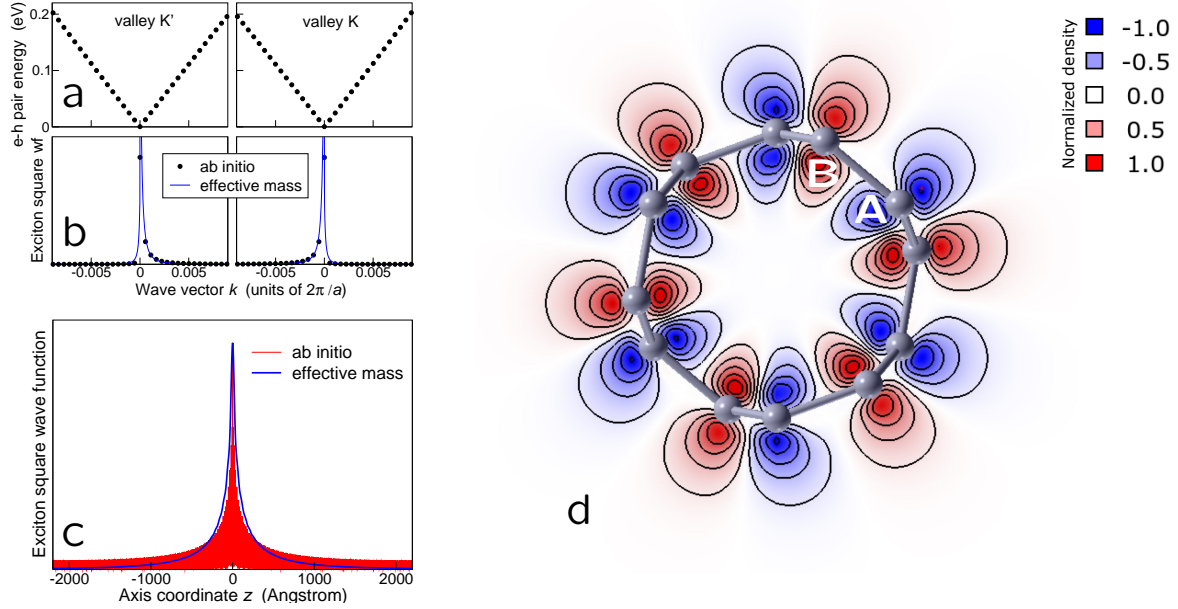 a
e-h pair energy (eV)
0.2
0.1
0
valley K'
valley K
b
Exciton square wf
ab initio
effective mass
-0.005
0
0.005
-0.005
0
0.005
Wave vector k (units of 2π/a)
c
Exciton square wave function
ab initio
effective mass
-2000
-1000
0
1000
2000
Axis coordinate z (Angstrom)
d
B
A
Normalized density
-1.0
-0.5
0.0
0.5
1.0